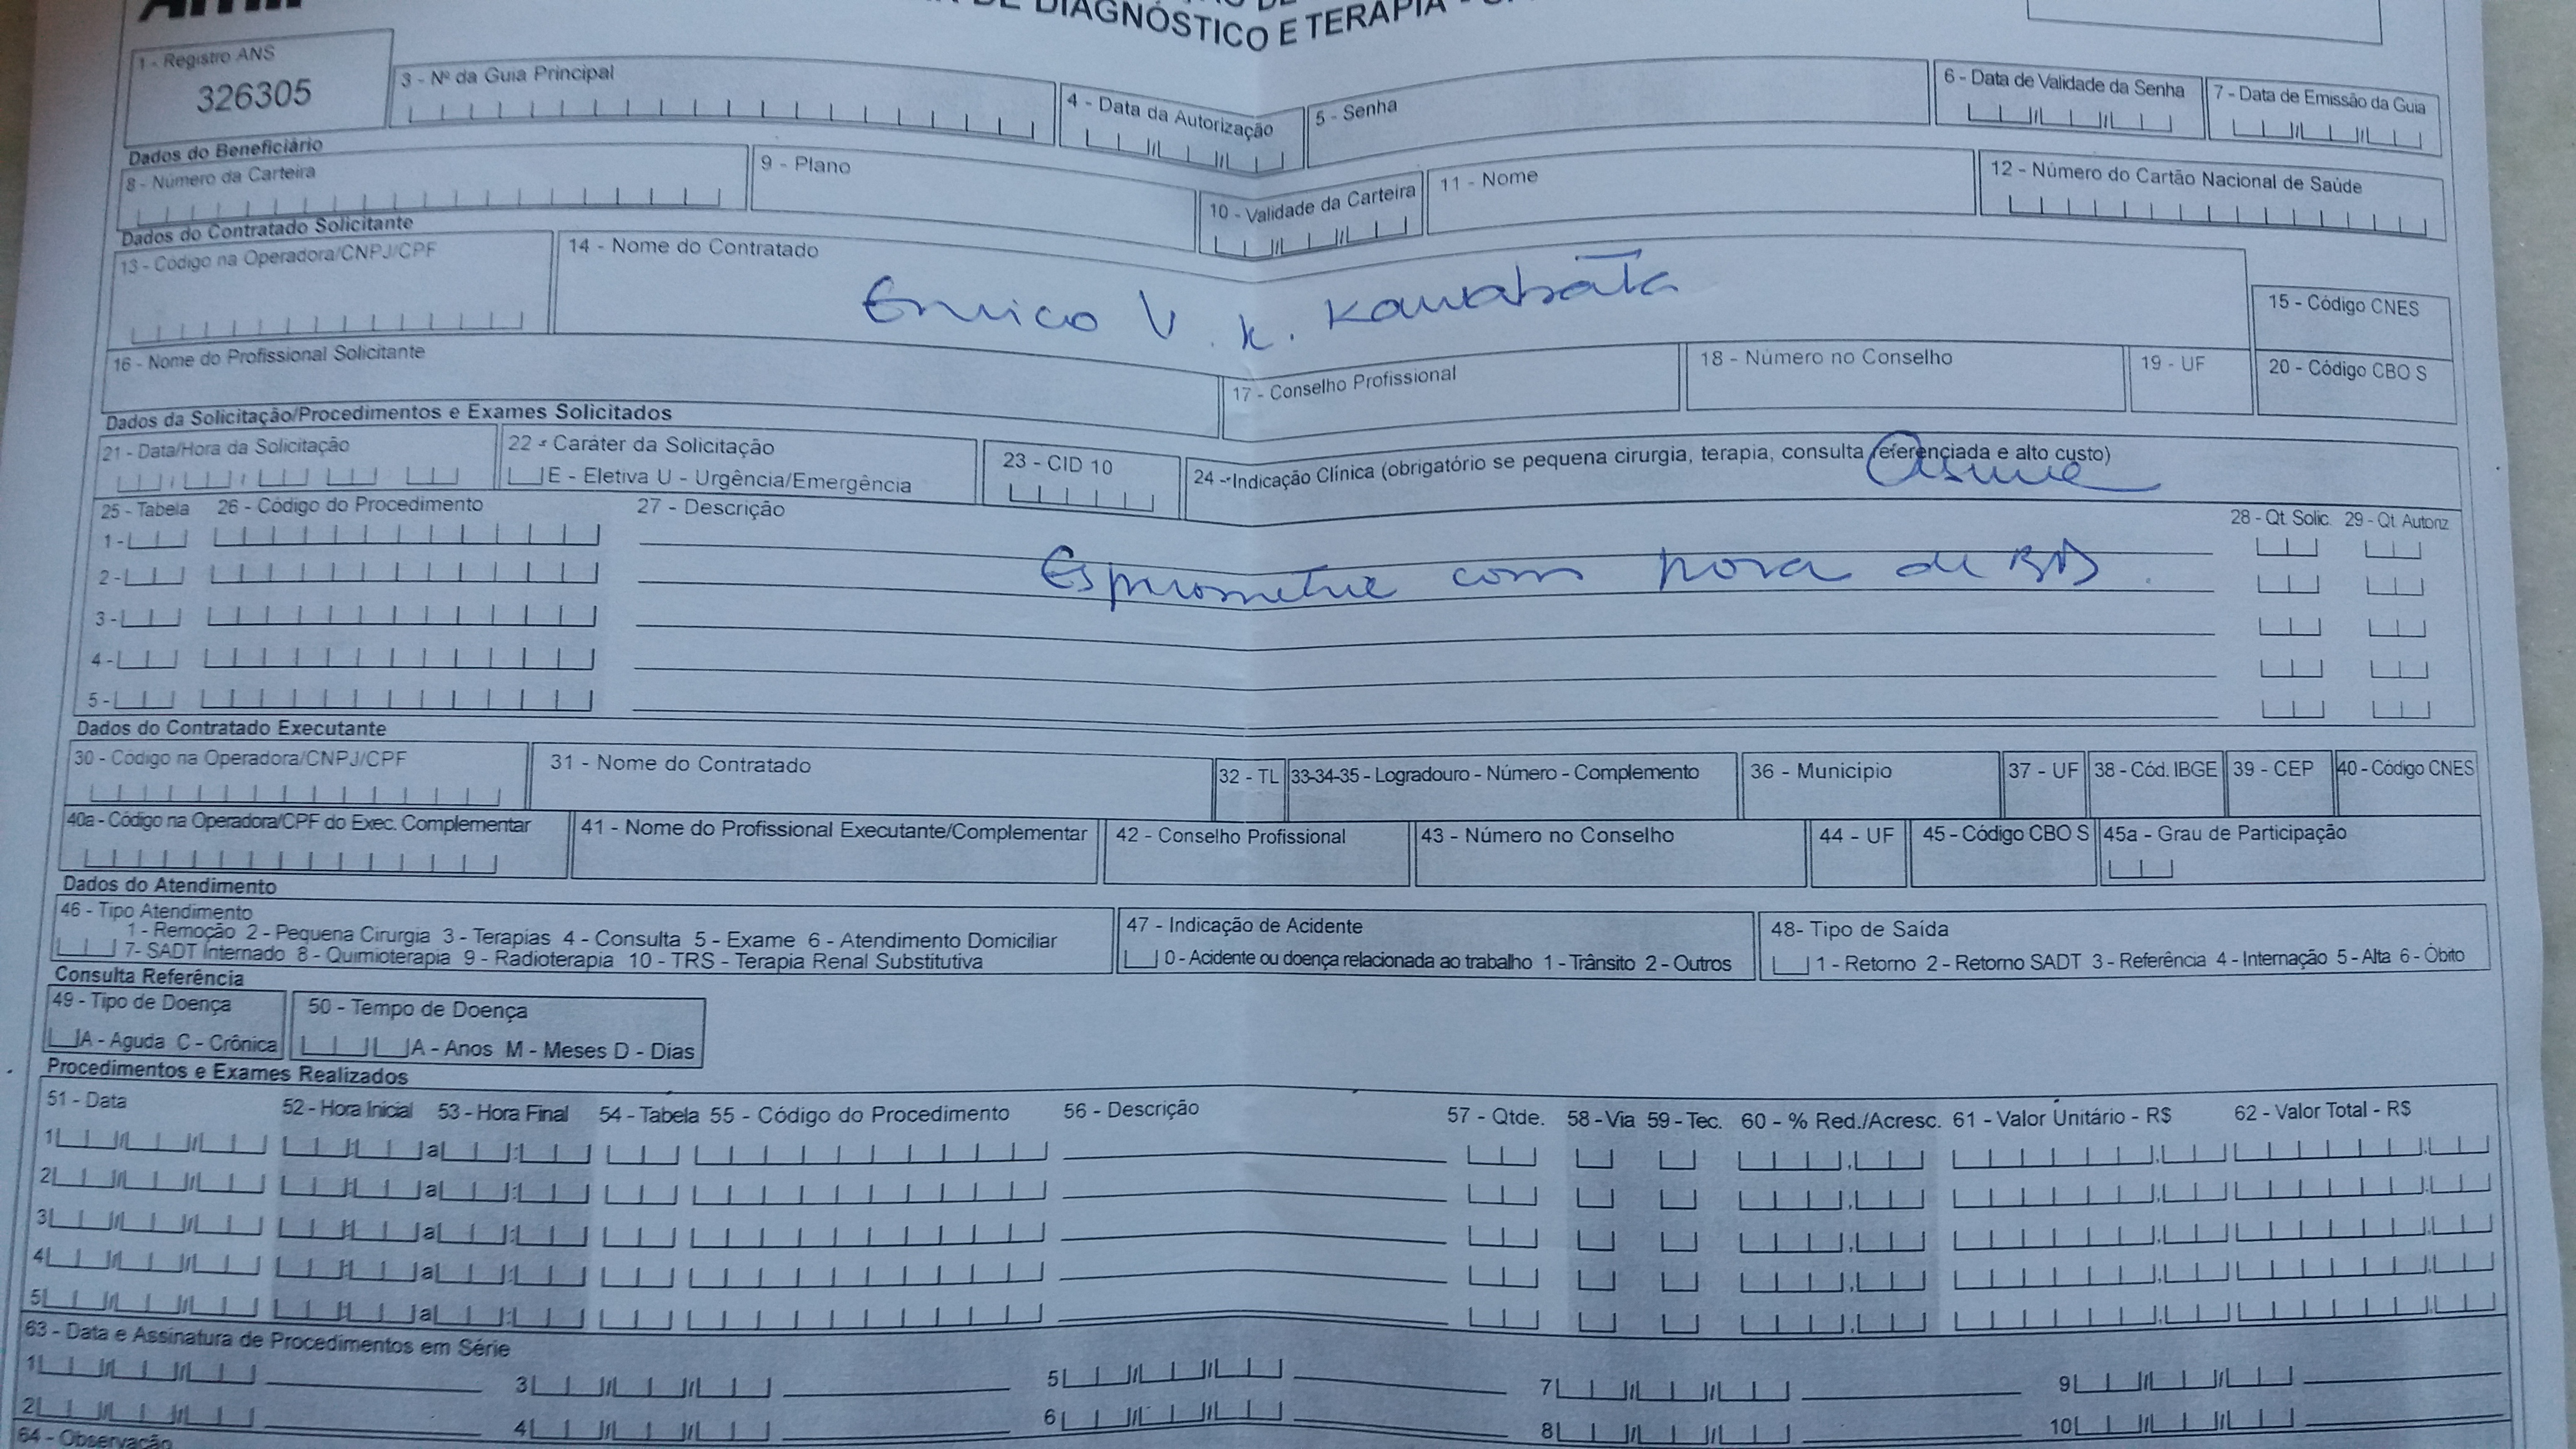 DIAGNÓSTICO E TERAPIA
1 - Registro ANS
326305
3 - Nº da Guia Principal
4 - Data da Autorização
5 - Senha
6 - Data de Validade da Senha
7 - Data de Emissão da Guia
Dados do Beneficiário
8 - Número da Carteira
9 - Plano
10 - Validade da Carteira
11 - Nome
12 - Número do Cartão Nacional de Saúde
Dados do Contratado Solicitante
13 - Código na Operadora/CNPJ/CPF
14 - Nome do Contratado
15 - Código CNES
16 - Nome do Profissional Solicitante
17 - Conselho Profissional
18 - Número no Conselho
19 - UF
20 - Código CBO S
Dados da Solicitação/Procedimentos e Exames Solicitados
21 - Data/Hora da Solicitação
22 - Caráter da Solicitação
E - Eletiva U - Urgência/Emergência
23 - CID 10
24 - Indicação Clínica (obrigatório se pequena cirurgia, terapia, consulta referenciada e alto custo)
25 - Tabela 26 - Código do Procedimento 27 - Descrição 28 - Qt Solic. 29 - Qt Autoriz
1 -
2 - Espirometria com prova de BD
3 -
4 -
5 -
Dados do Contratado Executante
30 - Código na Operadora/CNPJ/CPF
31 - Nome do Contratado
32 - TL
33-34-35 - Logradouro - Número - Complemento
36 - Município
37 - UF
38 - Cód. IBGE
39 - CEP
40 - Código CNES
40a - Código na Operadora/CPF do Exec. Complementar
41 - Nome do Profissional Executante/Complementar
42 - Conselho Profissional
43 - Número no Conselho
44 - UF
45 - Código CBO S
45a - Grau de Participação
Dados do Atendimento
46 - Tipo Atendimento
1 - Remoção 2 - Pequena Cirurgia 3 - Terapias 4 - Consulta 5 - Exame 6 - Atendimento Domiciliar
7 - SADT Internado 8 - Quimioterapia 9 - Radioterapia 10 - TRS - Terapia Renal Substitutiva
47 - Indicação de Acidente
0 - Acidente ou doença relacionada ao trabalho 1 - Trânsito 2 - Outros
48 - Tipo de Saída
1 - Retorno 2 - Retorno SADT 3 - Referência 4 - Internação 5 - Alta 6 - Óbito
Consulta Referência
49 - Tipo de Doença
A - Aguda C - Crônica
50 - Tempo de Doença
A - Anos M - Meses D - Dias
Procedimentos e Exames Realizados
51 - Data 52 - Hora Inicial 53 - Hora Final 54 - Tabela 55 - Código do Procedimento 56 - Descrição 57 - Qtde. 58 - Via 59 - Tec. 60 - % Red./Acresc. 61 - Valor Unitário - R$ 62 - Valor Total - R$
1 a
2 a
3 a
4 a
5 a
63 - Data e Assinatura de Procedimentos em Série
1 3 5 7 9
2 4 6 8 10
64 - Observação